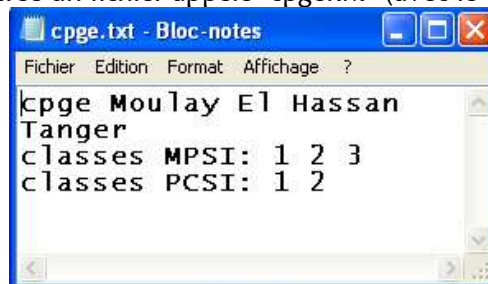 cpge.txt - Bloc-notes
Fichier Edition Format Affichage ?
cpge Moulay El Hassan
Tanger
classes MPSI: 1 2 3
classes PCSI: 1 2